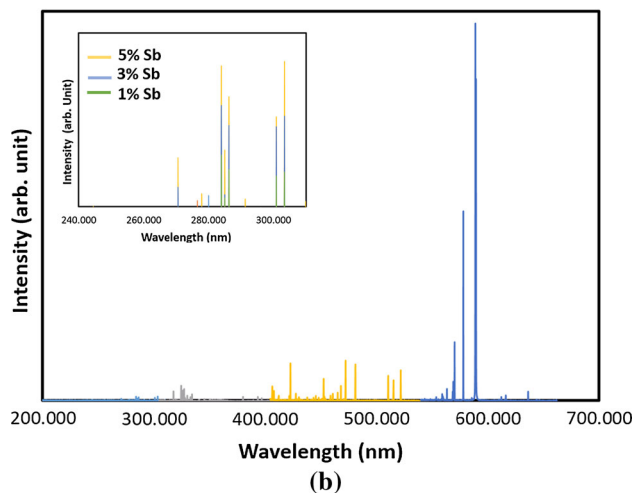 5% Sb
3% Sb
1% Sb
Intensity (arb. Unit)
240.000 260.000 280.000 300.000
Wavelength (nm)
Intensity (arb. unit)
200.000 300.000 400.000 500.000 600.000 700.000
Wavelength (nm)
(b)